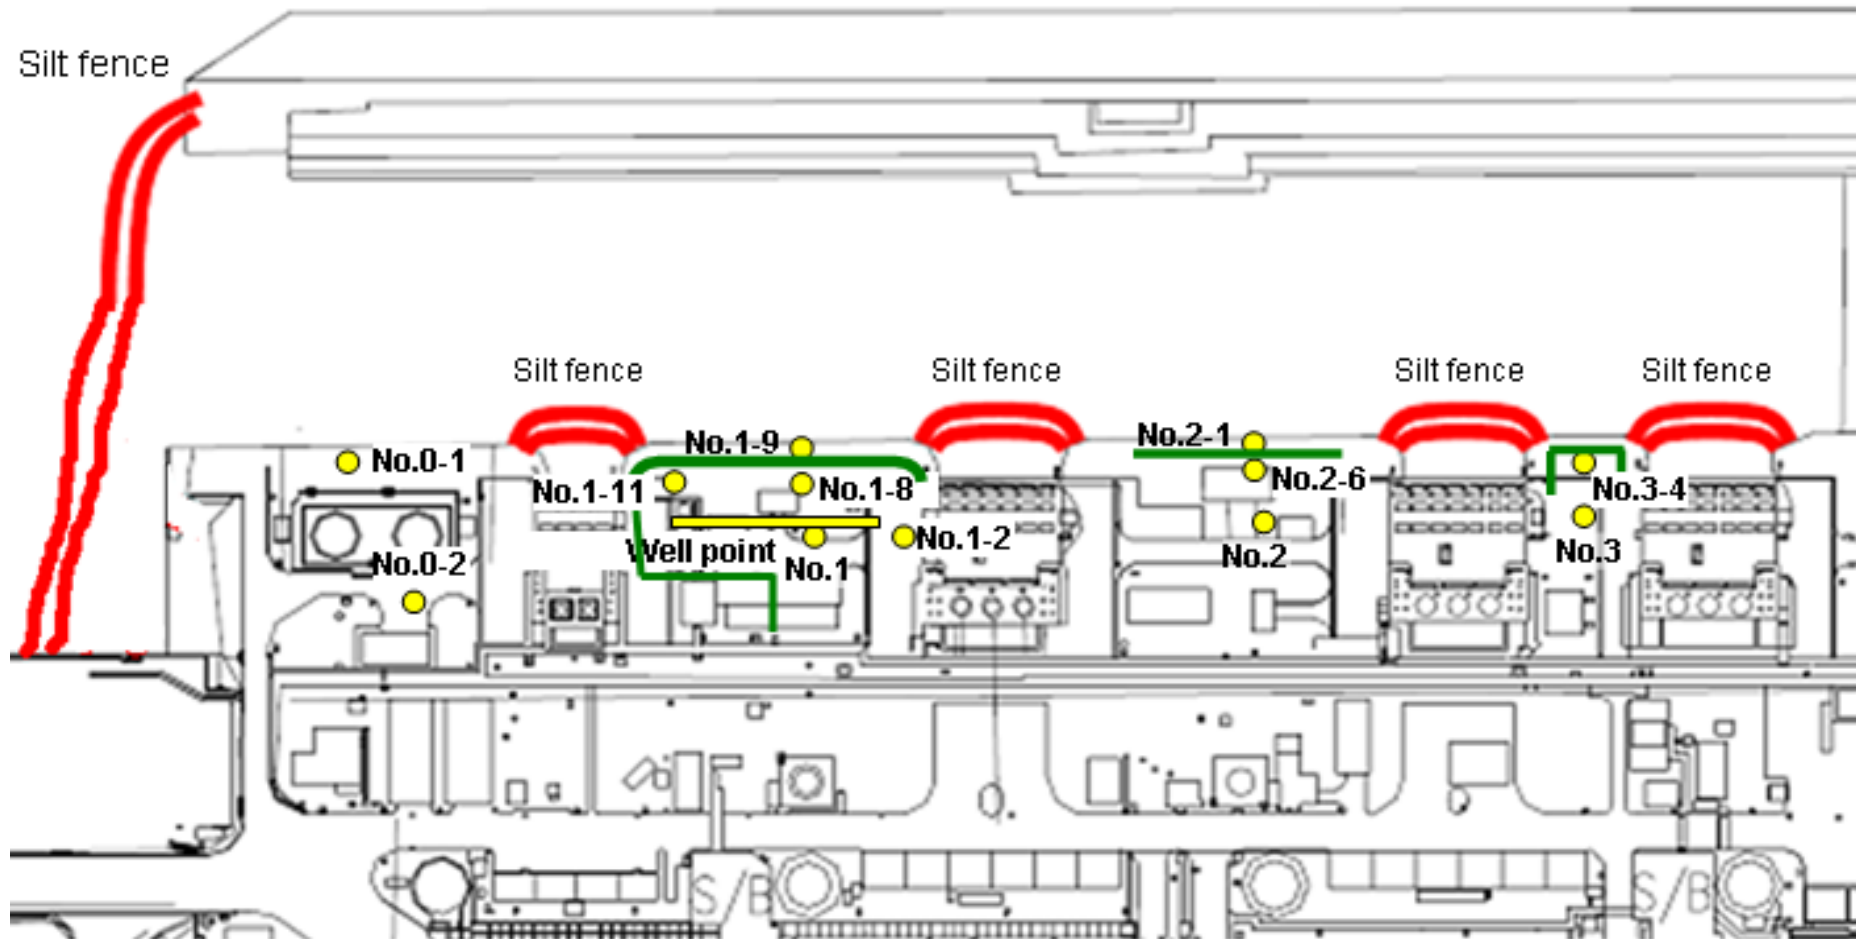 Silt fence
Silt fence
Silt fence
Silt fence
Silt fence
No.1-9
No.2-1
No.0-1
No.1-11
No.1-8
No.2-6
No.3-4
Well point
No.1
No.1-2
No.2
No.3
No.0-2
S/B
S/B